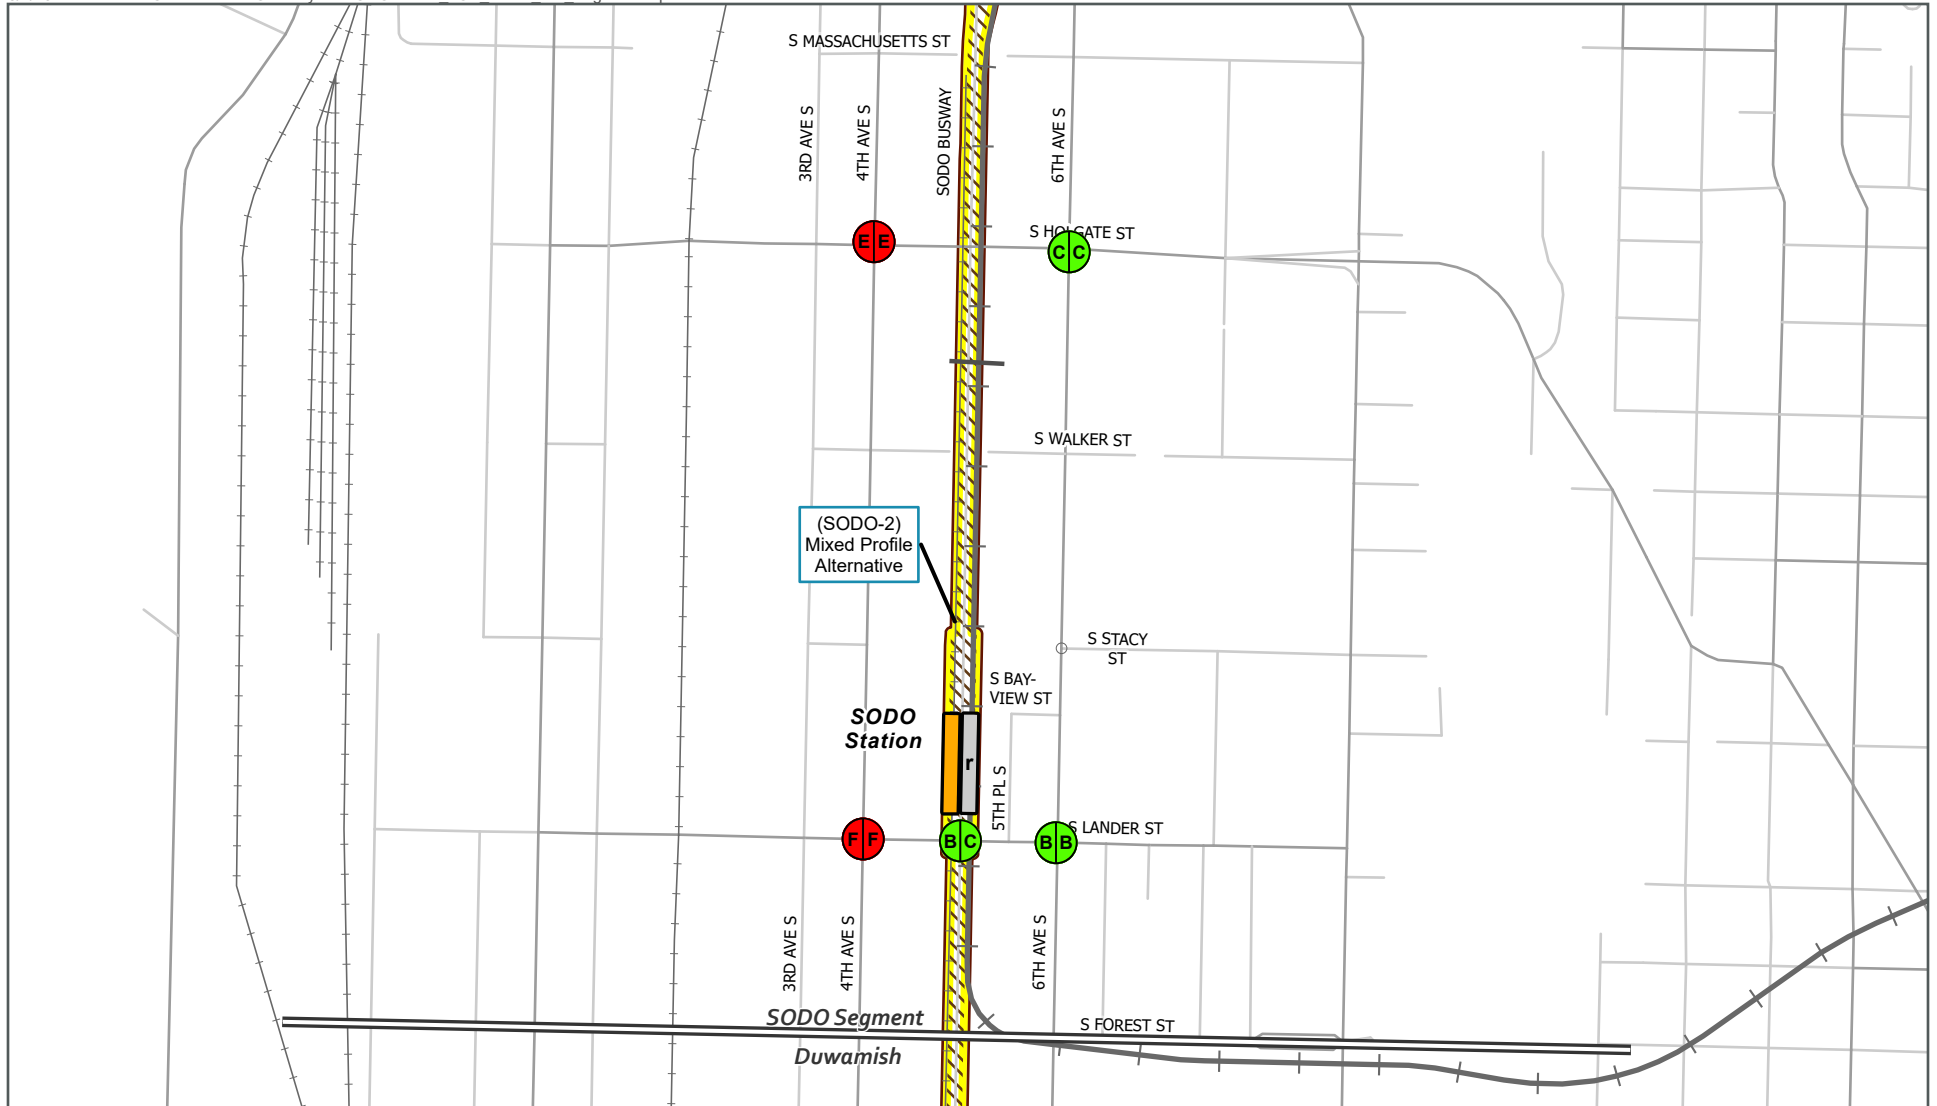 S MASSACHUSETTS ST
3RD AVE S
4TH AVE S
SODO BUSWAY
6TH AVE S
E E
S HOLGATE ST
C C
S WALKER ST
(SODO-2)
Mixed Profile
Alternative
S STACY
ST
S BAY-
VIEW ST
SODO
Station
r
5TH PL S
F F
B C
B B
S LANDER ST
3RD AVE S
4TH AVE S
6TH AVE S
SODO Segment
S FOREST ST
Duwamish